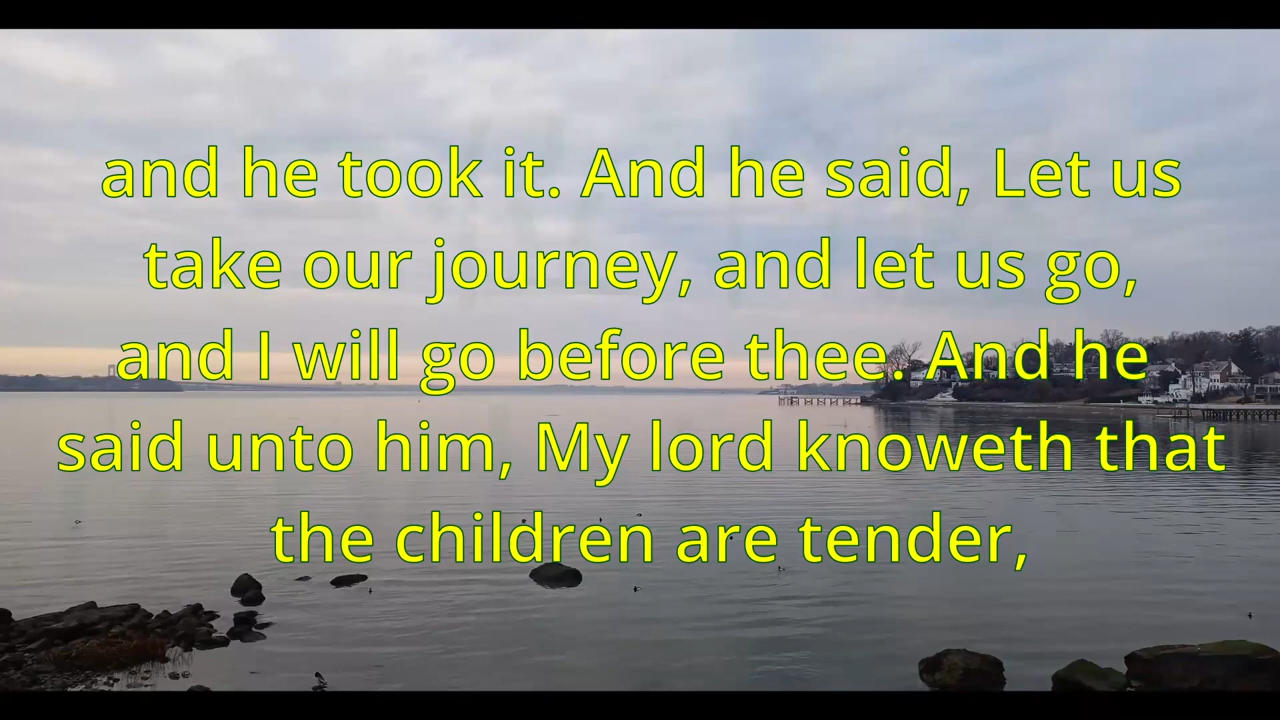 and he took it. And he said, Let us
take our journey, and let us go,
and I will go before thee. And he
said unto him, My lord knoweth that
the children are tender,